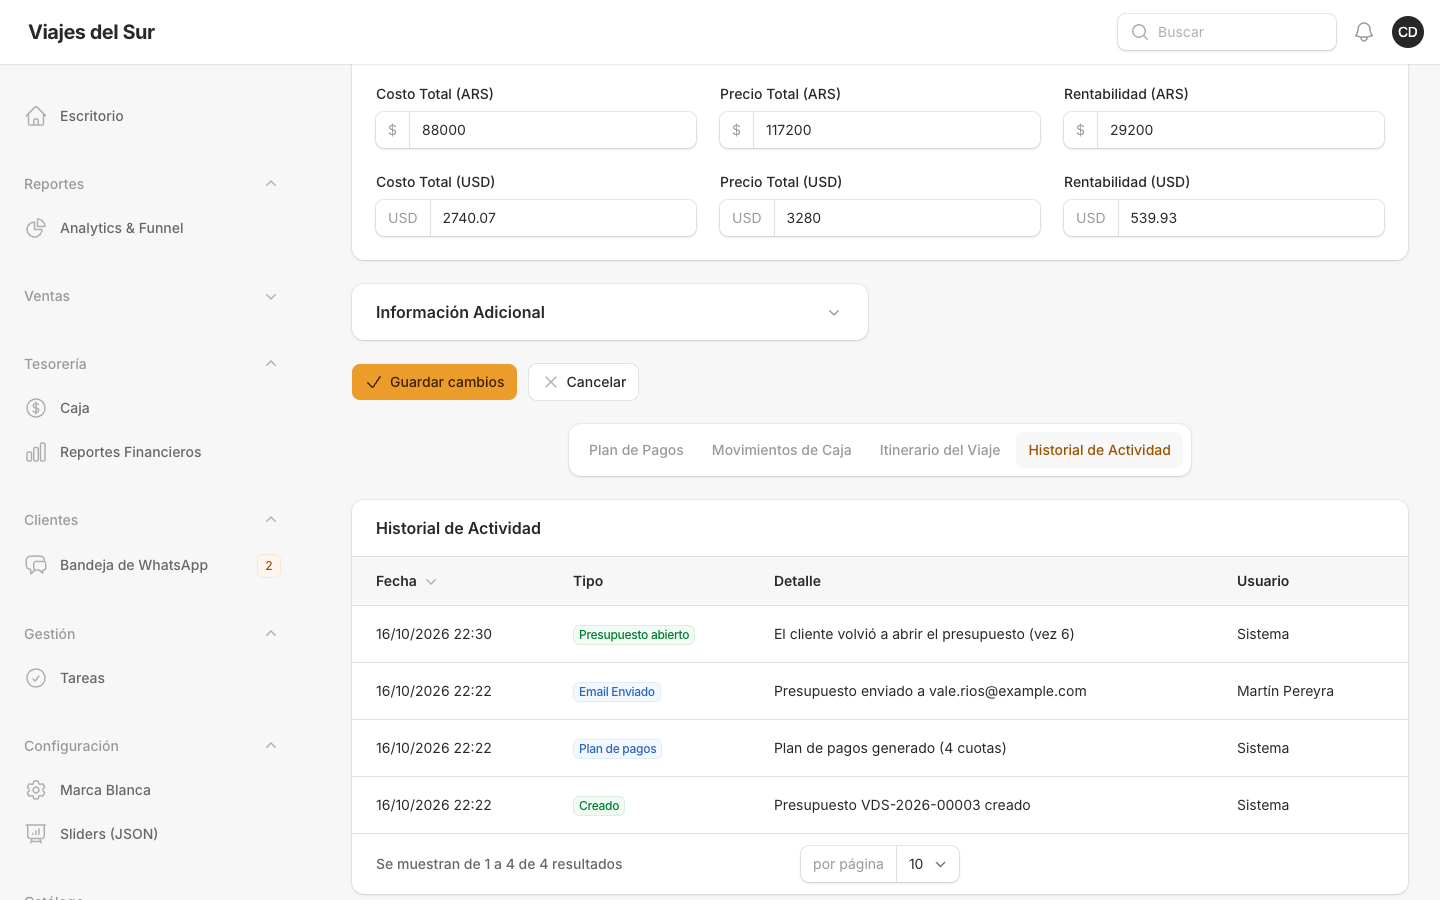 Viajes del Sur
Buscar
CD
Escritorio
Reportes
Analytics & Funnel
Ventas
Tesorería
Caja
Reportes Financieros
Clientes
Bandeja de WhatsApp 2
Gestión
Tareas
Configuración
Marca Blanca
Sliders (JSON)
Costo Total (ARS) Precio Total (ARS) Rentabilidad (ARS)
$ 88000 $ 117200 $ 29200
Costo Total (USD) Precio Total (USD) Rentabilidad (USD)
USD 2740.07 USD 3280 USD 539.93
Información Adicional
Guardar cambios Cancelar
Plan de Pagos Movimientos de Caja Itinerario del Viaje Historial de Actividad
Historial de Actividad
Fecha Tipo Detalle Usuario
16/10/2026 22:30 Presupuesto abierto El cliente volvió a abrir el presupuesto (vez 6) Sistema
16/10/2026 22:22 Email Enviado Presupuesto enviado a vale.rios@example.com Martín Pereyra
16/10/2026 22:22 Plan de pagos Plan de pagos generado (4 cuotas) Sistema
16/10/2026 22:22 Creado Presupuesto VDS-2026-00003 creado Sistema
Se muestran de 1 a 4 de 4 resultados por página 10